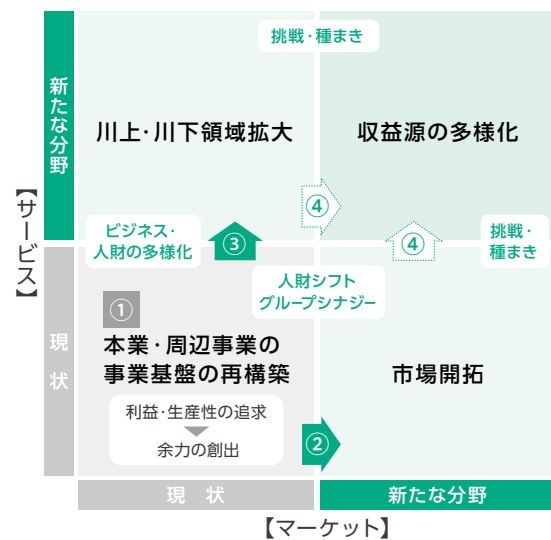 挑戦・種まき
新たな分野
川上・川下領域拡大
収益源の多様化
【サービス】
④
ビジネス・
人財の多様化
③
④
挑戦・
種まき
人財シフト
グループシナジー
①
現 状
本業・周辺事業の
事業基盤の再構築
市場開拓
利益・生産性の追求
余力の創出
②
現 状
新たな分野
【マーケット】